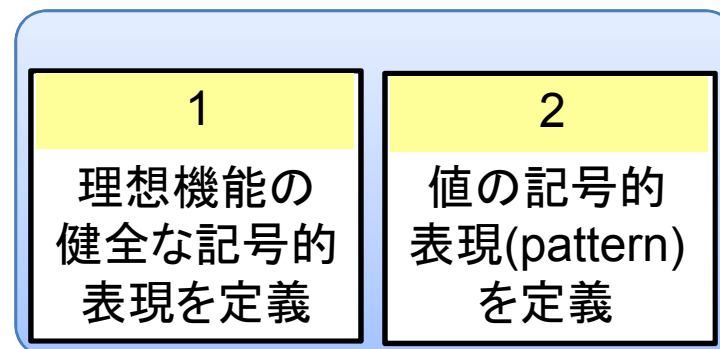 1
理想機能の
健全な記号的
表現を定義
2
値の記号的
表現(pattern)
を定義